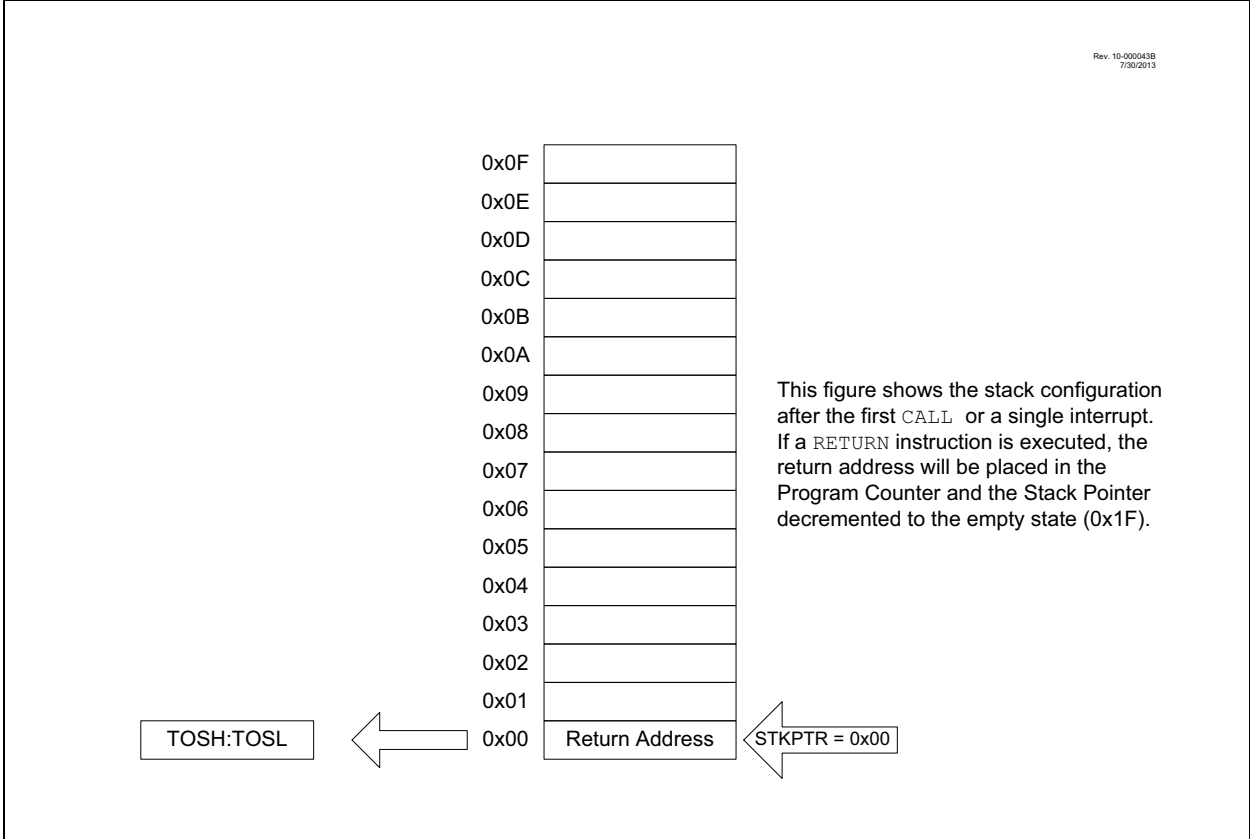 Rev. 10-000043B
7/30/2013
0x0F
0x0E
0x0D
0x0C
0x0B
0x0A
0x09
This figure shows the stack configuration
after the first CALL or a single interrupt.
If a RETURN instruction is executed, the
return address will be placed in the
Program Counter and the Stack Pointer
decremented to the empty state (0x1F).
0x08
0x07
0x06
0x05
0x04
0x03
0x02
0x01
TOSH:TOSL
0x00
Return Address
STKPTR = 0x00